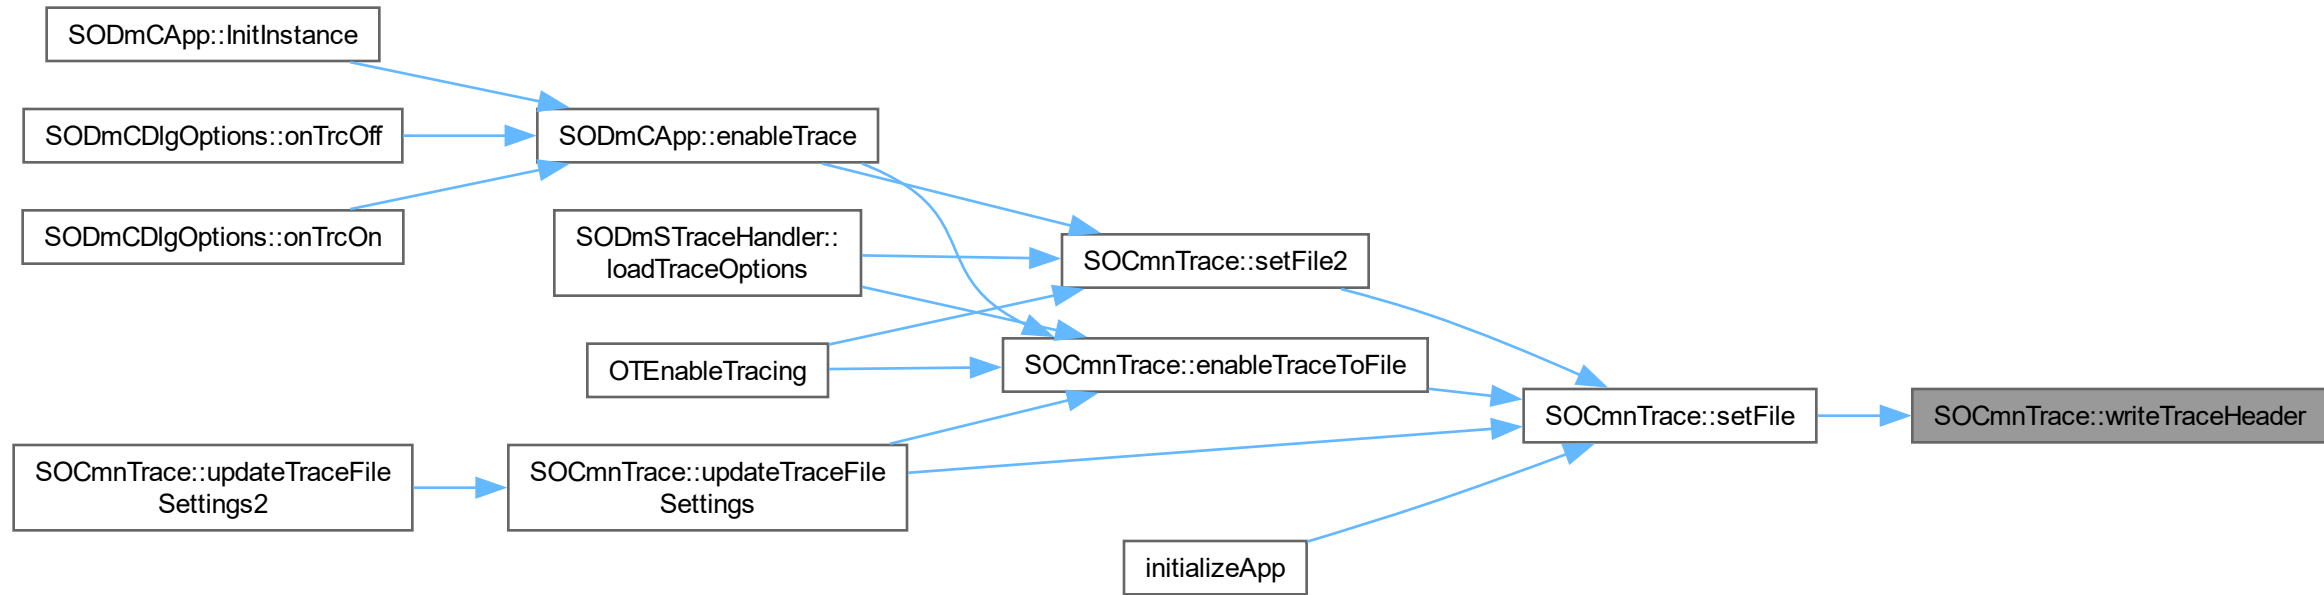 SODmCApp::InitInstance
SODmCDlgOptions::onTrcOff
SODmCApp::enableTrace
SODmCDlgOptions::onTrcOn
SODmSTraceHandler::
loadTraceOptions
SOCmnTrace::setFile2
OTEnableTracing
SOCmnTrace::enableTraceToFile
SOCmnTrace::setFile
SOCmnTrace::writeTraceHeader
SOCmnTrace::updateTraceFile
Settings2
SOCmnTrace::updateTraceFile
Settings
initializeApp